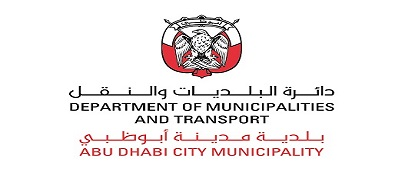 دائرة البلديات والنقل
DEPARTMENT OF MUNICIPALITIES
AND TRANSPORT
بلدية مدينة أبوظبي
ABU DHABI CITY MUNICIPALITY